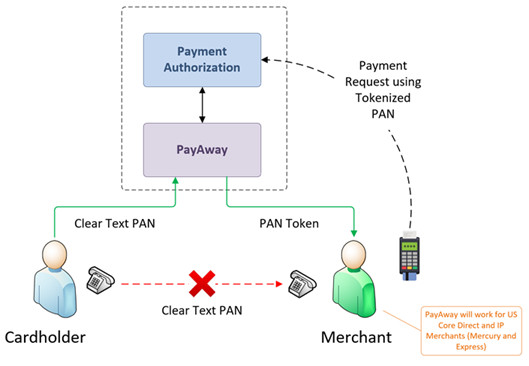 Payment
Authorization
Payment
Request using
Tokenized
PAN
PayAway
Clear Text PAN
PAN Token
Clear Text PAN
Cardholder
Merchant
PayAway will work for US
Core Direct and IP
Merchants (Mercury and
Express)